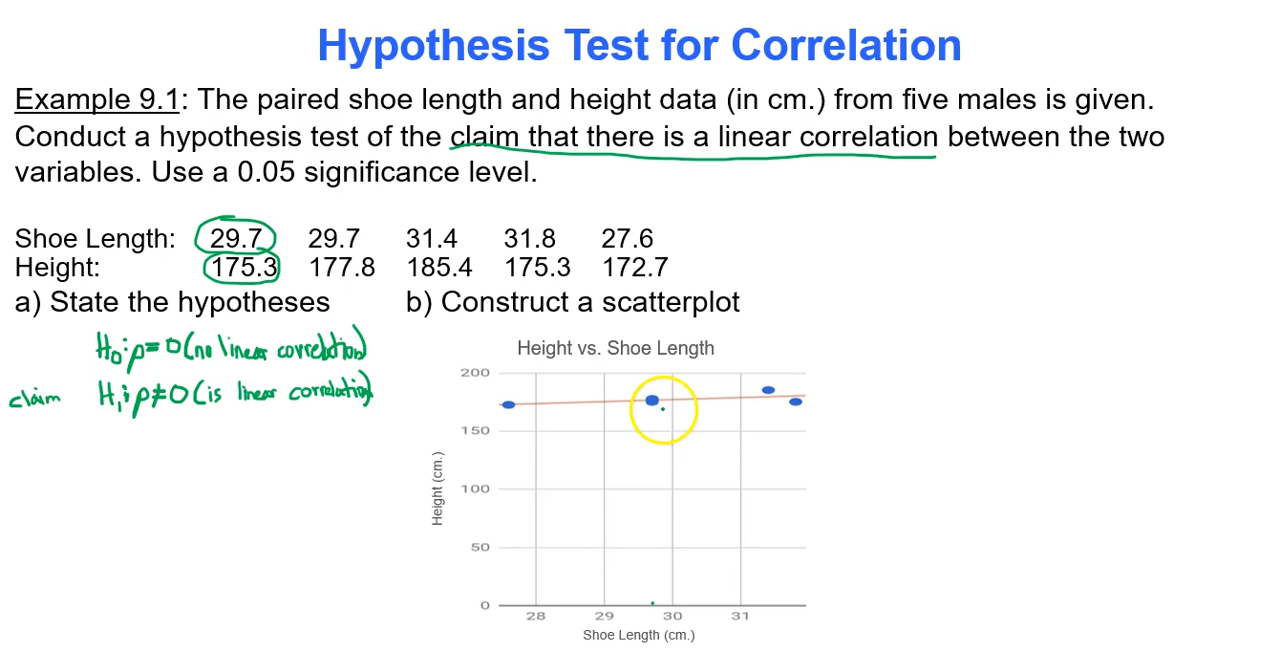 Hypothesis Test for Correlation
Example 9.1: The paired shoe length and height data (in cm.) from five males is given.
Conduct a hypothesis test of the claim that there is a linear correlation between the two
variables. Use a 0.05 significance level.
Shoe Length: 29.7 29.7 31.4 31.8 27.6
Height: 175.3 177.8 185.4 175.3 172.7
a) State the hypotheses b) Construct a scatterplot
H₀: ρ = 0 (no linear correlation)
claim H₁: ρ ≠ 0 (is linear correlation)
Height vs. Shoe Length
200
150
100
50
0
Height (cm.)
28 29 30 31
Shoe Length (cm.)